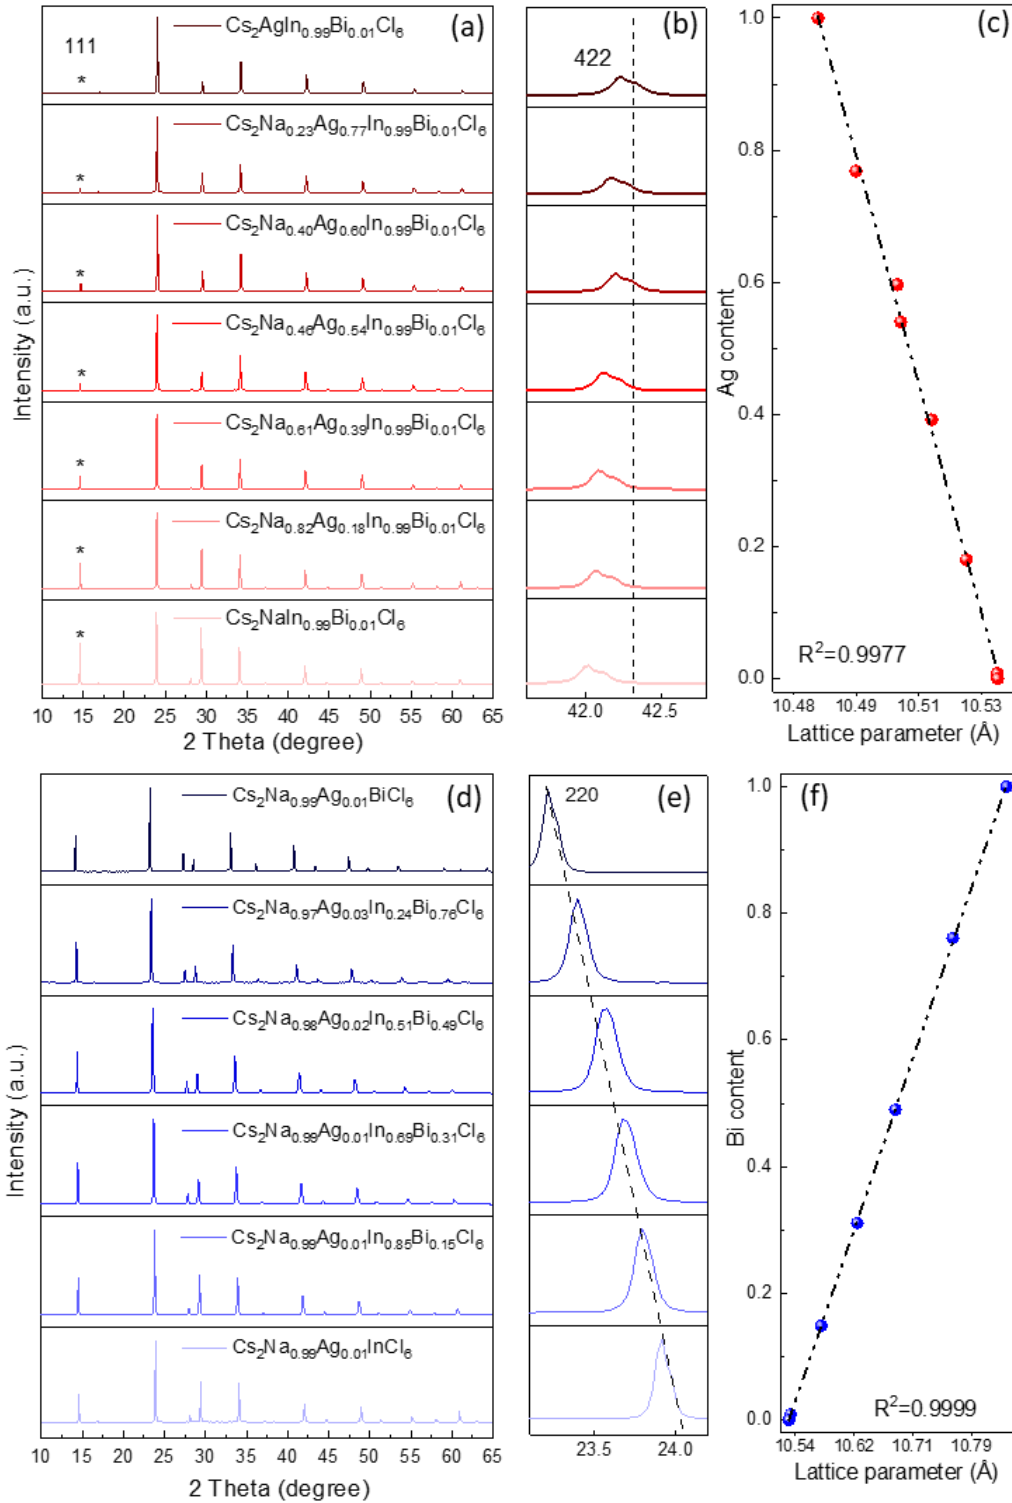 (a)
Cs₂AgIn₀.₉₉Bi₀.₀₁Cl₆
111
*
Cs₂Na₀.₂₃Ag₀.₇₇In₀.₉₉Bi₀.₀₁Cl₆
*
Cs₂Na₀.₄₀Ag₀.₆₀In₀.₉₉Bi₀.₀₁Cl₆
*
Cs₂Na₀.₄₆Ag₀.₅₄In₀.₉₉Bi₀.₀₁Cl₆
*
Cs₂Na₀.₆₁Ag₀.₃₉In₀.₉₉Bi₀.₀₁Cl₆
*
Cs₂Na₀.₈₂Ag₀.₁₈In₀.₉₉Bi₀.₀₁Cl₆
*
Cs₂NaIn₀.₉₉Bi₀.₀₁Cl₆
*
Intensity (a.u.)
10 15 20 25 30 35 40 45 50 55 60 65
2 Theta (degree)
(b)
422
42.0 42.5
(c)
1.0
0.8
0.6
0.4
0.2
0.0
Ag content
R²=0.9977
10.48 10.49 10.51 10.53
Lattice parameter (Å)
(d)
Cs₂Na₀.₉₉Ag₀.₀₁BiCl₆
Cs₂Na₀.₉₇Ag₀.₀₃In₀.₂₄Bi₀.₇₆Cl₆
Cs₂Na₀.₉₈Ag₀.₀₂In₀.₅₁Bi₀.₄₉Cl₆
Cs₂Na₀.₉₉Ag₀.₀₁In₀.₆₉Bi₀.₃₁Cl₆
Cs₂Na₀.₉₉Ag₀.₀₁In₀.₈₅Bi₀.₁₅Cl₆
Cs₂Na₀.₉₉Ag₀.₀₁InCl₆
Intensity (a.u.)
10 15 20 25 30 35 40 45 50 55 60 65
2 Theta (degree)
(e)
220
23.5 24.0
(f)
1.0
0.8
0.6
0.4
0.2
0.0
Bi content
R²=0.9999
10.54 10.62 10.71 10.79
Lattice parameter (Å)